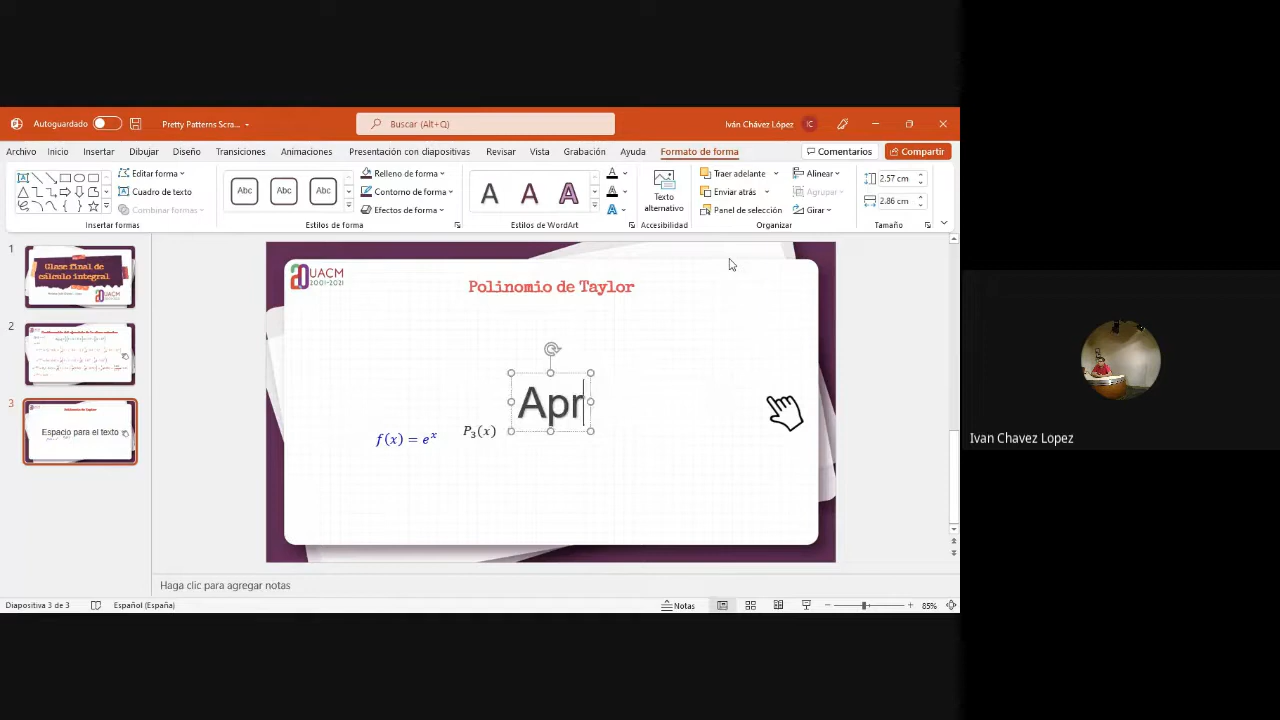 Autoguardado
Pretty Patterns Scra...
Buscar (Alt+Q)
Iván Chávez López
IC
Archivo Inicio Insertar Dibujar Diseño Transiciones Animaciones Presentación con diapositivas Revisar Vista Grabación Ayuda Formato de forma Comentarios Compartir
Editar forma
Cuadro de texto
Combinar formas
Insertar formas
Abc Abc Abc
Relleno de forma
Contorno de forma
Efectos de forma
Estilos de forma
A A A
Estilos de WordArt
Texto
alternativo
Accesibilidad
Traer adelante
Enviar atrás
Panel de selección
Alinear
Agrupar
Girar
Organizar
2.57 cm
2.86 cm
Tamaño
1
Clase final de
cálculo integral
UACM
2
3
Polinomio de Taylor
Espacio para el texto
UACM
2001-2021
Polinomio de Taylor
Apr
f(x) = e^x
P₃(x)
Haga clic para agregar notas
Diapositiva 3 de 3
Español (España)
Notas
85%
Ivan Chavez Lopez